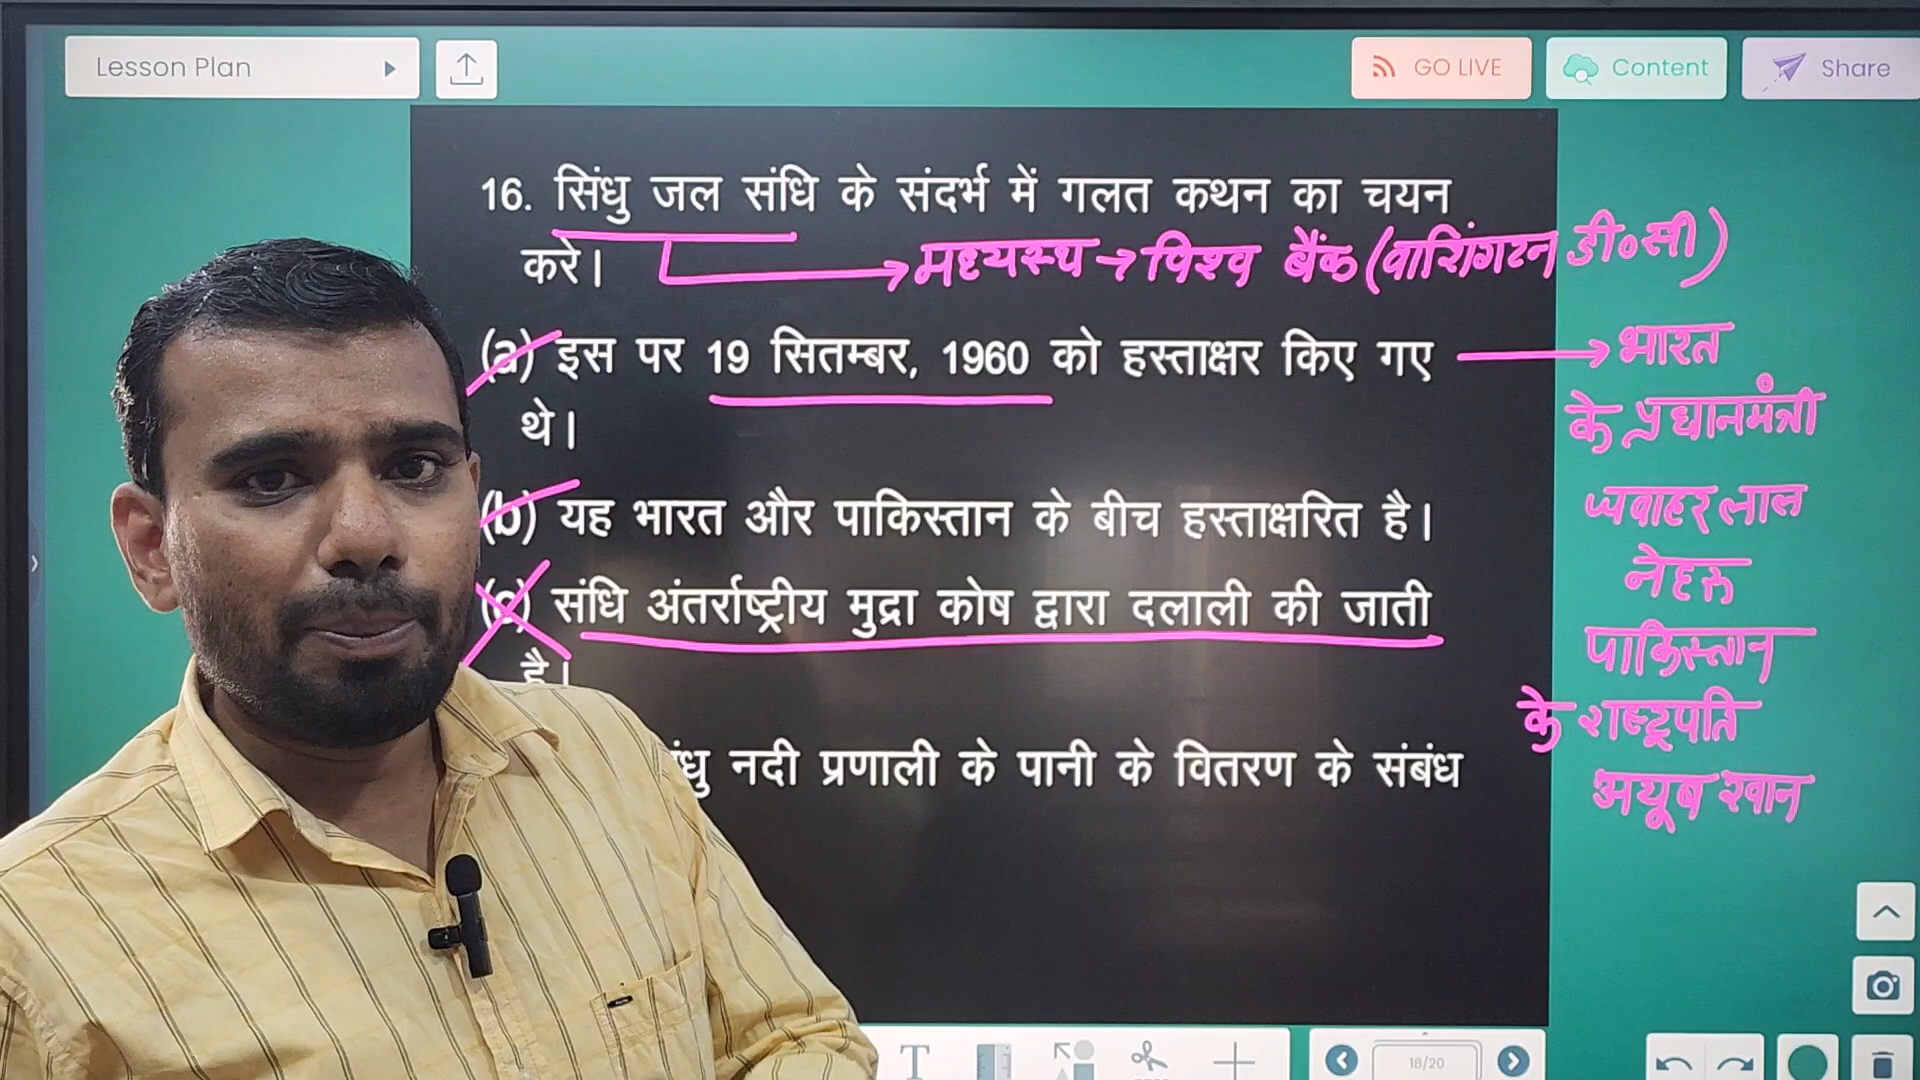 Lesson Plan
GO LIVE
Content
Share
16. सिंधु जल संधि के संदर्भ में गलत कथन का चयन
करे।
मध्यस्थ → विश्व बैंक (वाशिंगटन डी०सी)
(a) इस पर 19 सितम्बर, 1960 को हस्ताक्षर किए गए
थे।
→ भारत
के प्रधानमंत्री
जवाहर लाल
नेहरू
पाकिस्तान
के राष्ट्रपति
अयूब खान
(b) यह भारत और पाकिस्तान के बीच हस्ताक्षरित है।
(c) संधि अंतर्राष्ट्रीय मुद्रा कोष द्वारा दलाली की जाती
है।
नदी प्रणाली के पानी के वितरण के संबंध
T
18/20